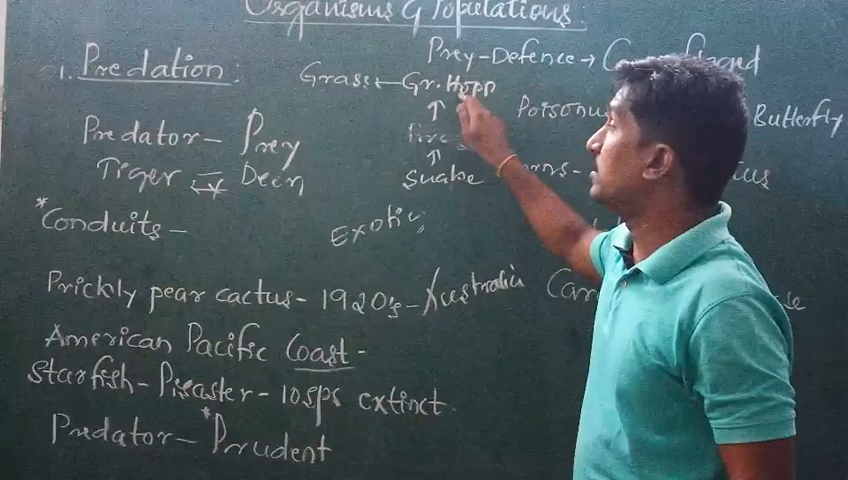 Organisms & Populations
1. Predation:
Prey-Defence →
Grass ← Gr. Hopp
Poisonu
Butterfly
Predator - Prey
Tiger Deen
Snake
Exotic
*Conduits -
Prickly pear cactus - 1920's - Australia
American Pacific Coast -
Starfish - Pisaster - 10 sps extinct.
Predator - *Prudent